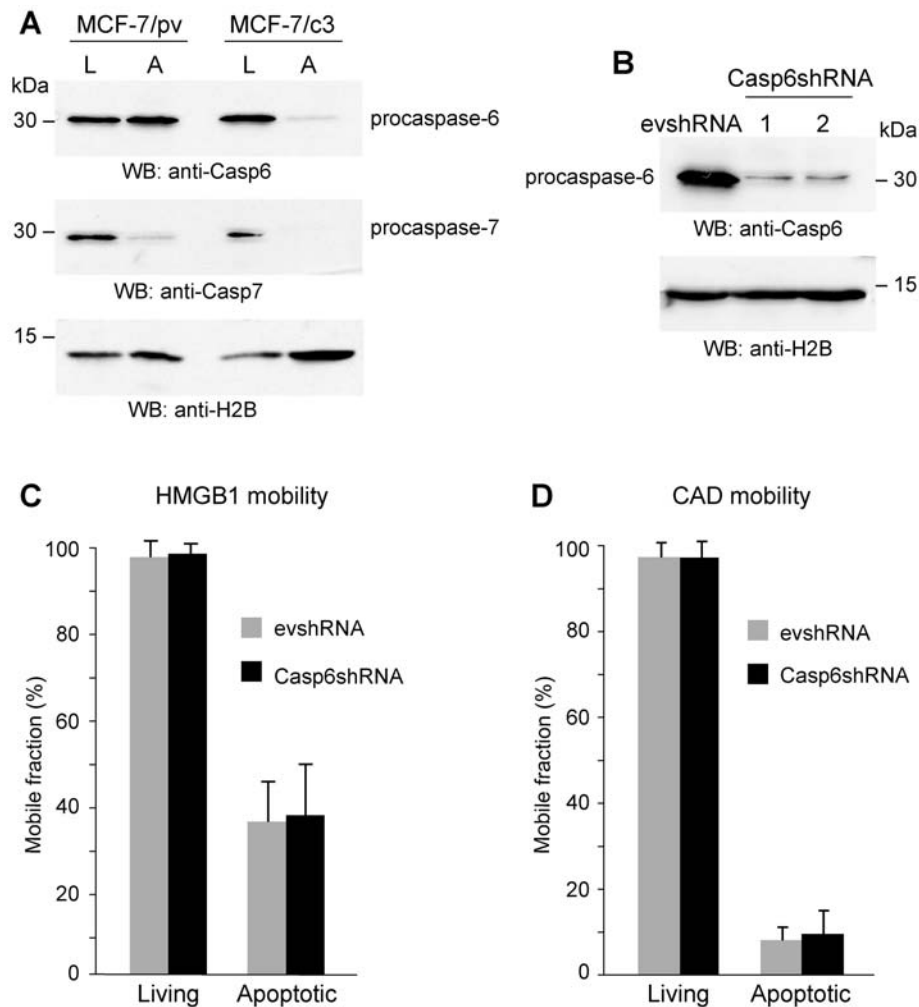 A
MCF-7/pv MCF-7/c3
L A L A
kDa
30 procaspase-6
WB: anti-Casp6
30 procaspase-7
WB: anti-Casp7
15
WB: anti-H2B
B
Casp6shRNA
evshRNA 1 2 kDa
procaspase-6 30
WB: anti-Casp6
15
WB: anti-H2B
C HMGB1 mobility
Mobile fraction (%)
100
80
60
40
20
0
evshRNA
Casp6shRNA
Living Apoptotic
D CAD mobility
Mobile fraction (%)
100
80
60
40
20
0
evshRNA
Casp6shRNA
Living Apoptotic